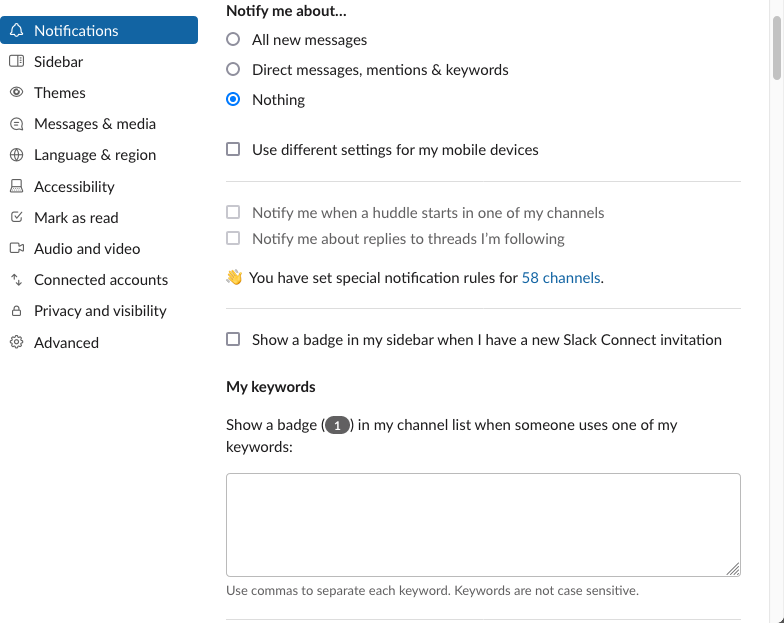 Notifications
Sidebar
Themes
Messages & media
Language & region
Accessibility
Mark as read
Audio and video
Connected accounts
Privacy and visibility
Advanced
Notify me about...
All new messages
Direct messages, mentions & keywords
Nothing
Use different settings for my mobile devices
Notify me when a huddle starts in one of my channels
Notify me about replies to threads I’m following
👋 You have set special notification rules for 58 channels.
Show a badge in my sidebar when I have a new Slack Connect invitation
My keywords
Show a badge (1) in my channel list when someone uses one of my
keywords:
Use commas to separate each keyword. Keywords are not case sensitive.